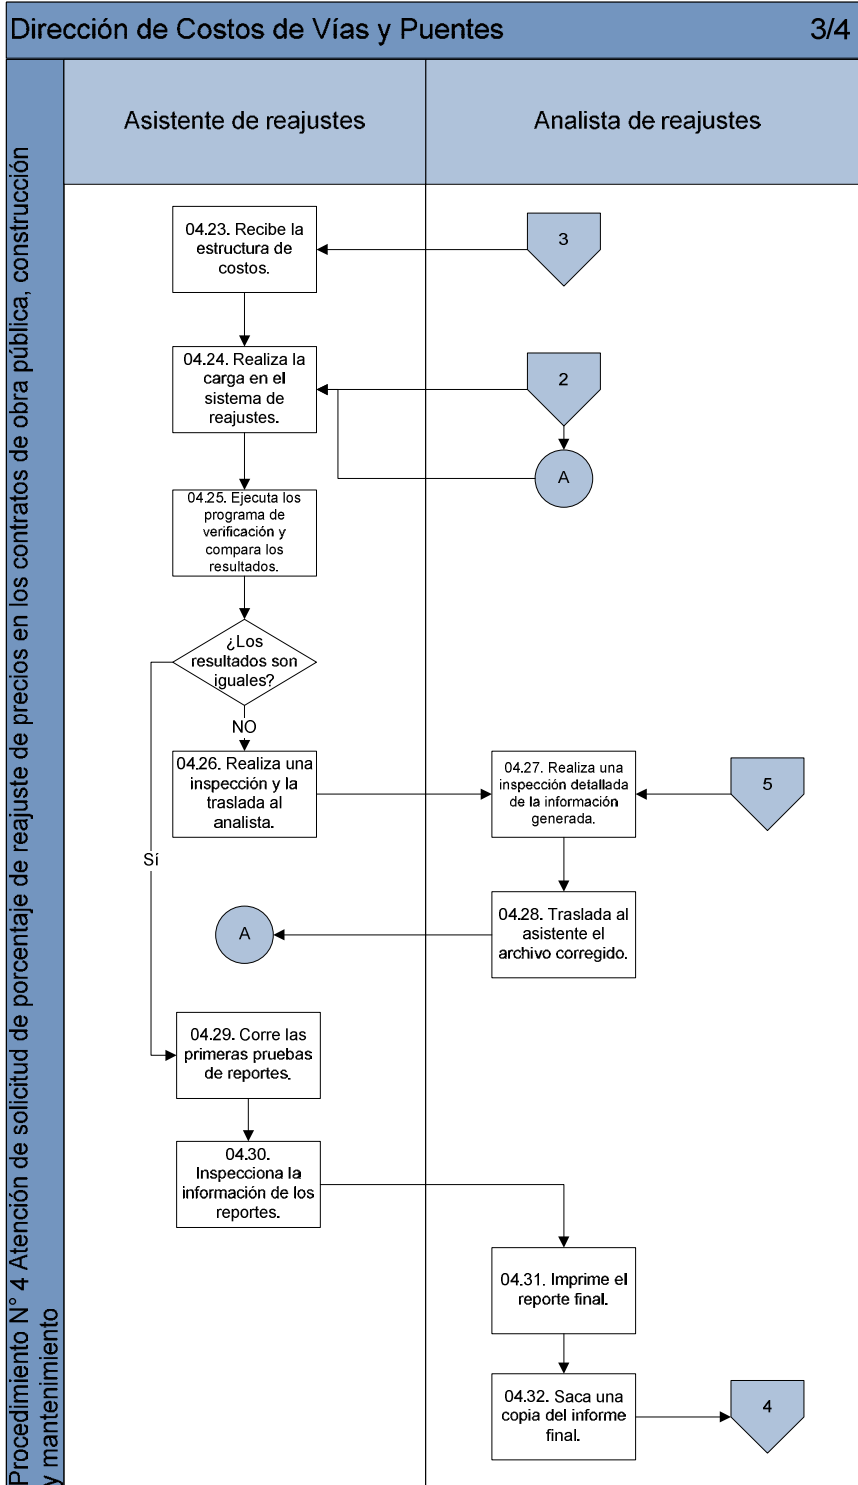 Dirección de Costos de Vías y Puentes 3/4
Procedimiento N° 4 Atención de solicitud de porcentaje de reajuste de precios en los contratos de obra pública, construcción
y mantenimiento
Asistente de reajustes
Analista de reajustes
04.23. Recibe la
estructura de
costos.
3
04.24. Realiza la
carga en el
sistema de
reajustes.
2
A
04.25. Ejecuta los
programa de
verificación y
compara los
resultados.
¿Los
resultados son
iguales?
NO
04.26. Realiza una
inspección y la
traslada al
analista.
04.27. Realiza una
inspección detallada
de la información
generada.
5
Sí
A
04.28. Traslada al
asistente el
archivo corregido.
04.29. Corre las
primeras pruebas
de reportes.
04.30.
Inspecciona la
información de los
reportes.
04.31. Imprime el
reporte final.
04.32. Saca una
copia del informe
final.
4